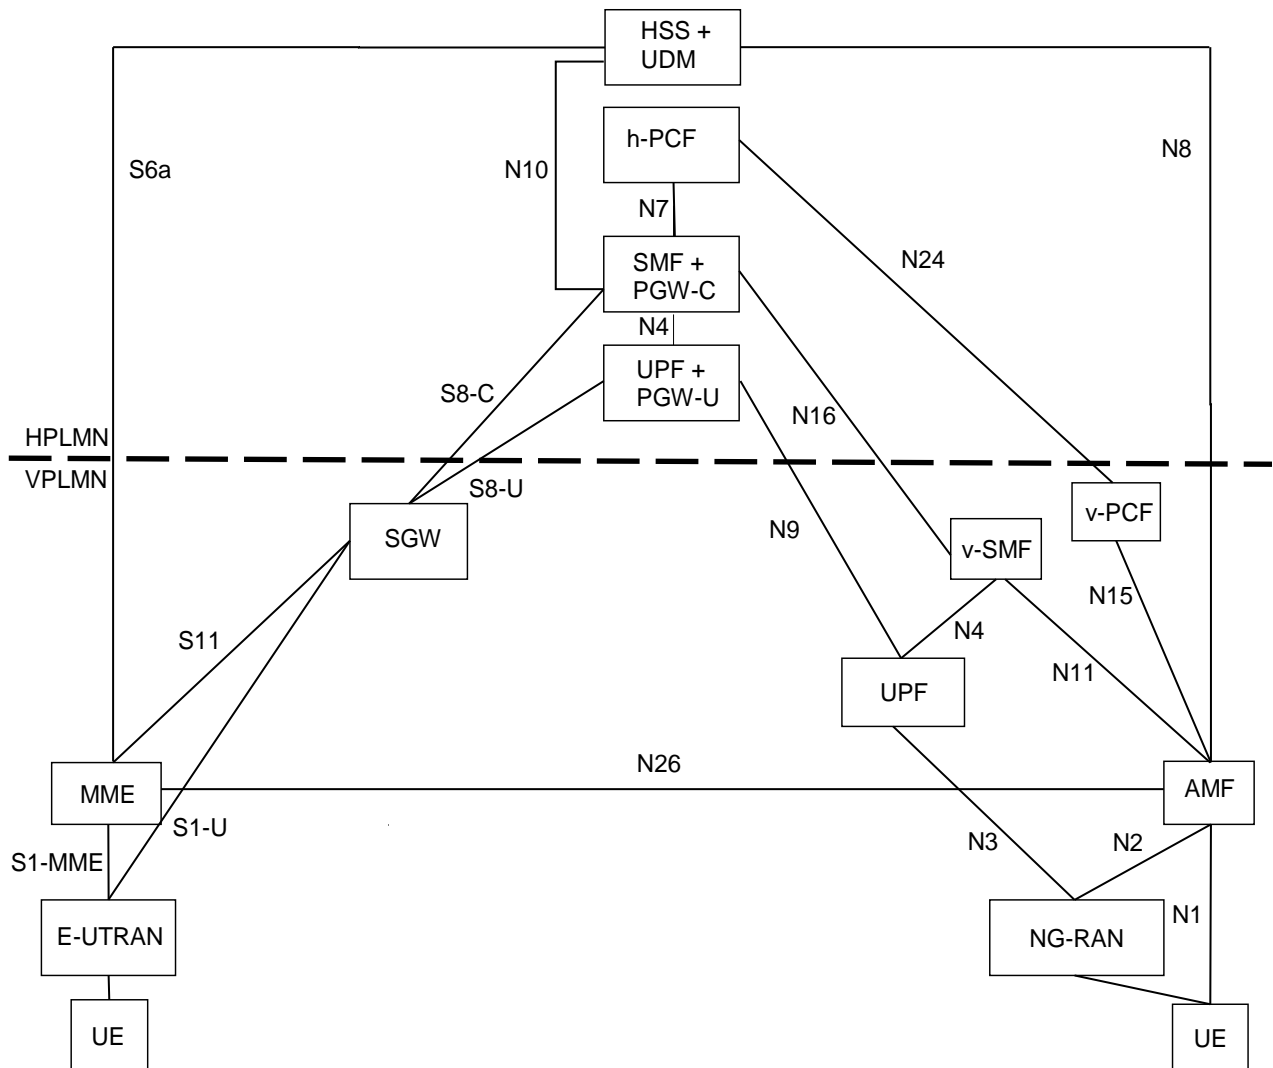 HSS +
UDM
h-PCF
S6a
N10
N8
N7
N24
SMF +
PGW-C
N4
UPF +
PGW-U
S8-C
N16
HPLMN
VPLMN
S8-U
v-PCF
SGW
N9
v-SMF
N15
S11
N4
N11
UPF
N26
MME
AMF
S1-U
S1-MME
N3
N2
N1
E-UTRAN
NG-RAN
UE
UE